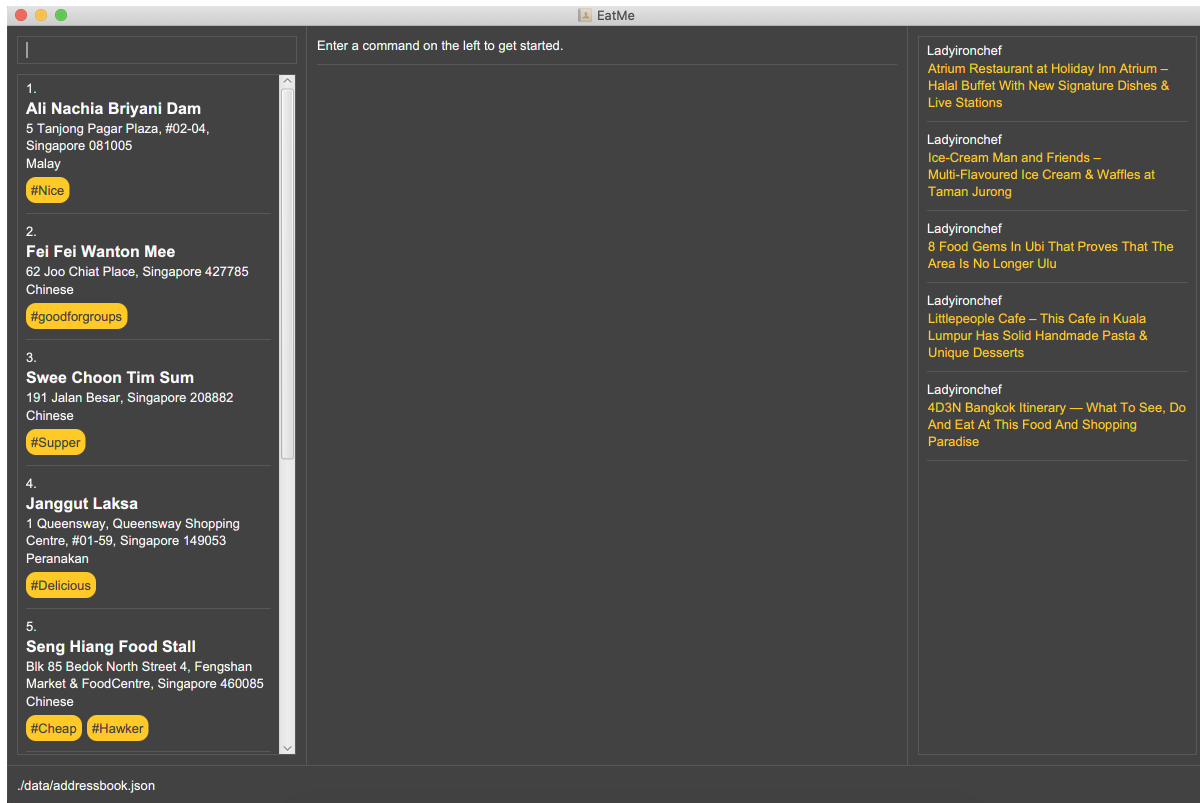 EatMe
1.
Ali Nachia Briyani Dam
5 Tanjong Pagar Plaza, #02-04,
Singapore 081005
Malay
#Nice
2.
Fei Fei Wanton Mee
62 Joo Chiat Place, Singapore 427785
Chinese
#goodforgroups
3.
Swee Choon Tim Sum
191 Jalan Besar, Singapore 208882
Chinese
#Supper
4.
Janggut Laksa
1 Queensway, Queensway Shopping
Centre, #01-59, Singapore 149053
Peranakan
#Delicious
5.
Seng Hiang Food Stall
Blk 85 Bedok North Street 4, Fengshan
Market & FoodCentre, Singapore 460085
Chinese
#Cheap #Hawker
Enter a command on the left to get started.
Ladyironchef
Atrium Restaurant at Holiday Inn Atrium –
Halal Buffet With New Signature Dishes &
Live Stations
Ladyironchef
Ice-Cream Man and Friends –
Multi-Flavoured Ice Cream & Waffles at
Taman Jurong
Ladyironchef
8 Food Gems In Ubi That Proves That The
Area Is No Longer Ulu
Ladyironchef
Littlepeople Cafe – This Cafe in Kuala
Lumpur Has Solid Handmade Pasta &
Unique Desserts
Ladyironchef
4D3N Bangkok Itinerary — What To See, Do
And Eat At This Food And Shopping
Paradise
./data/addressbook.json